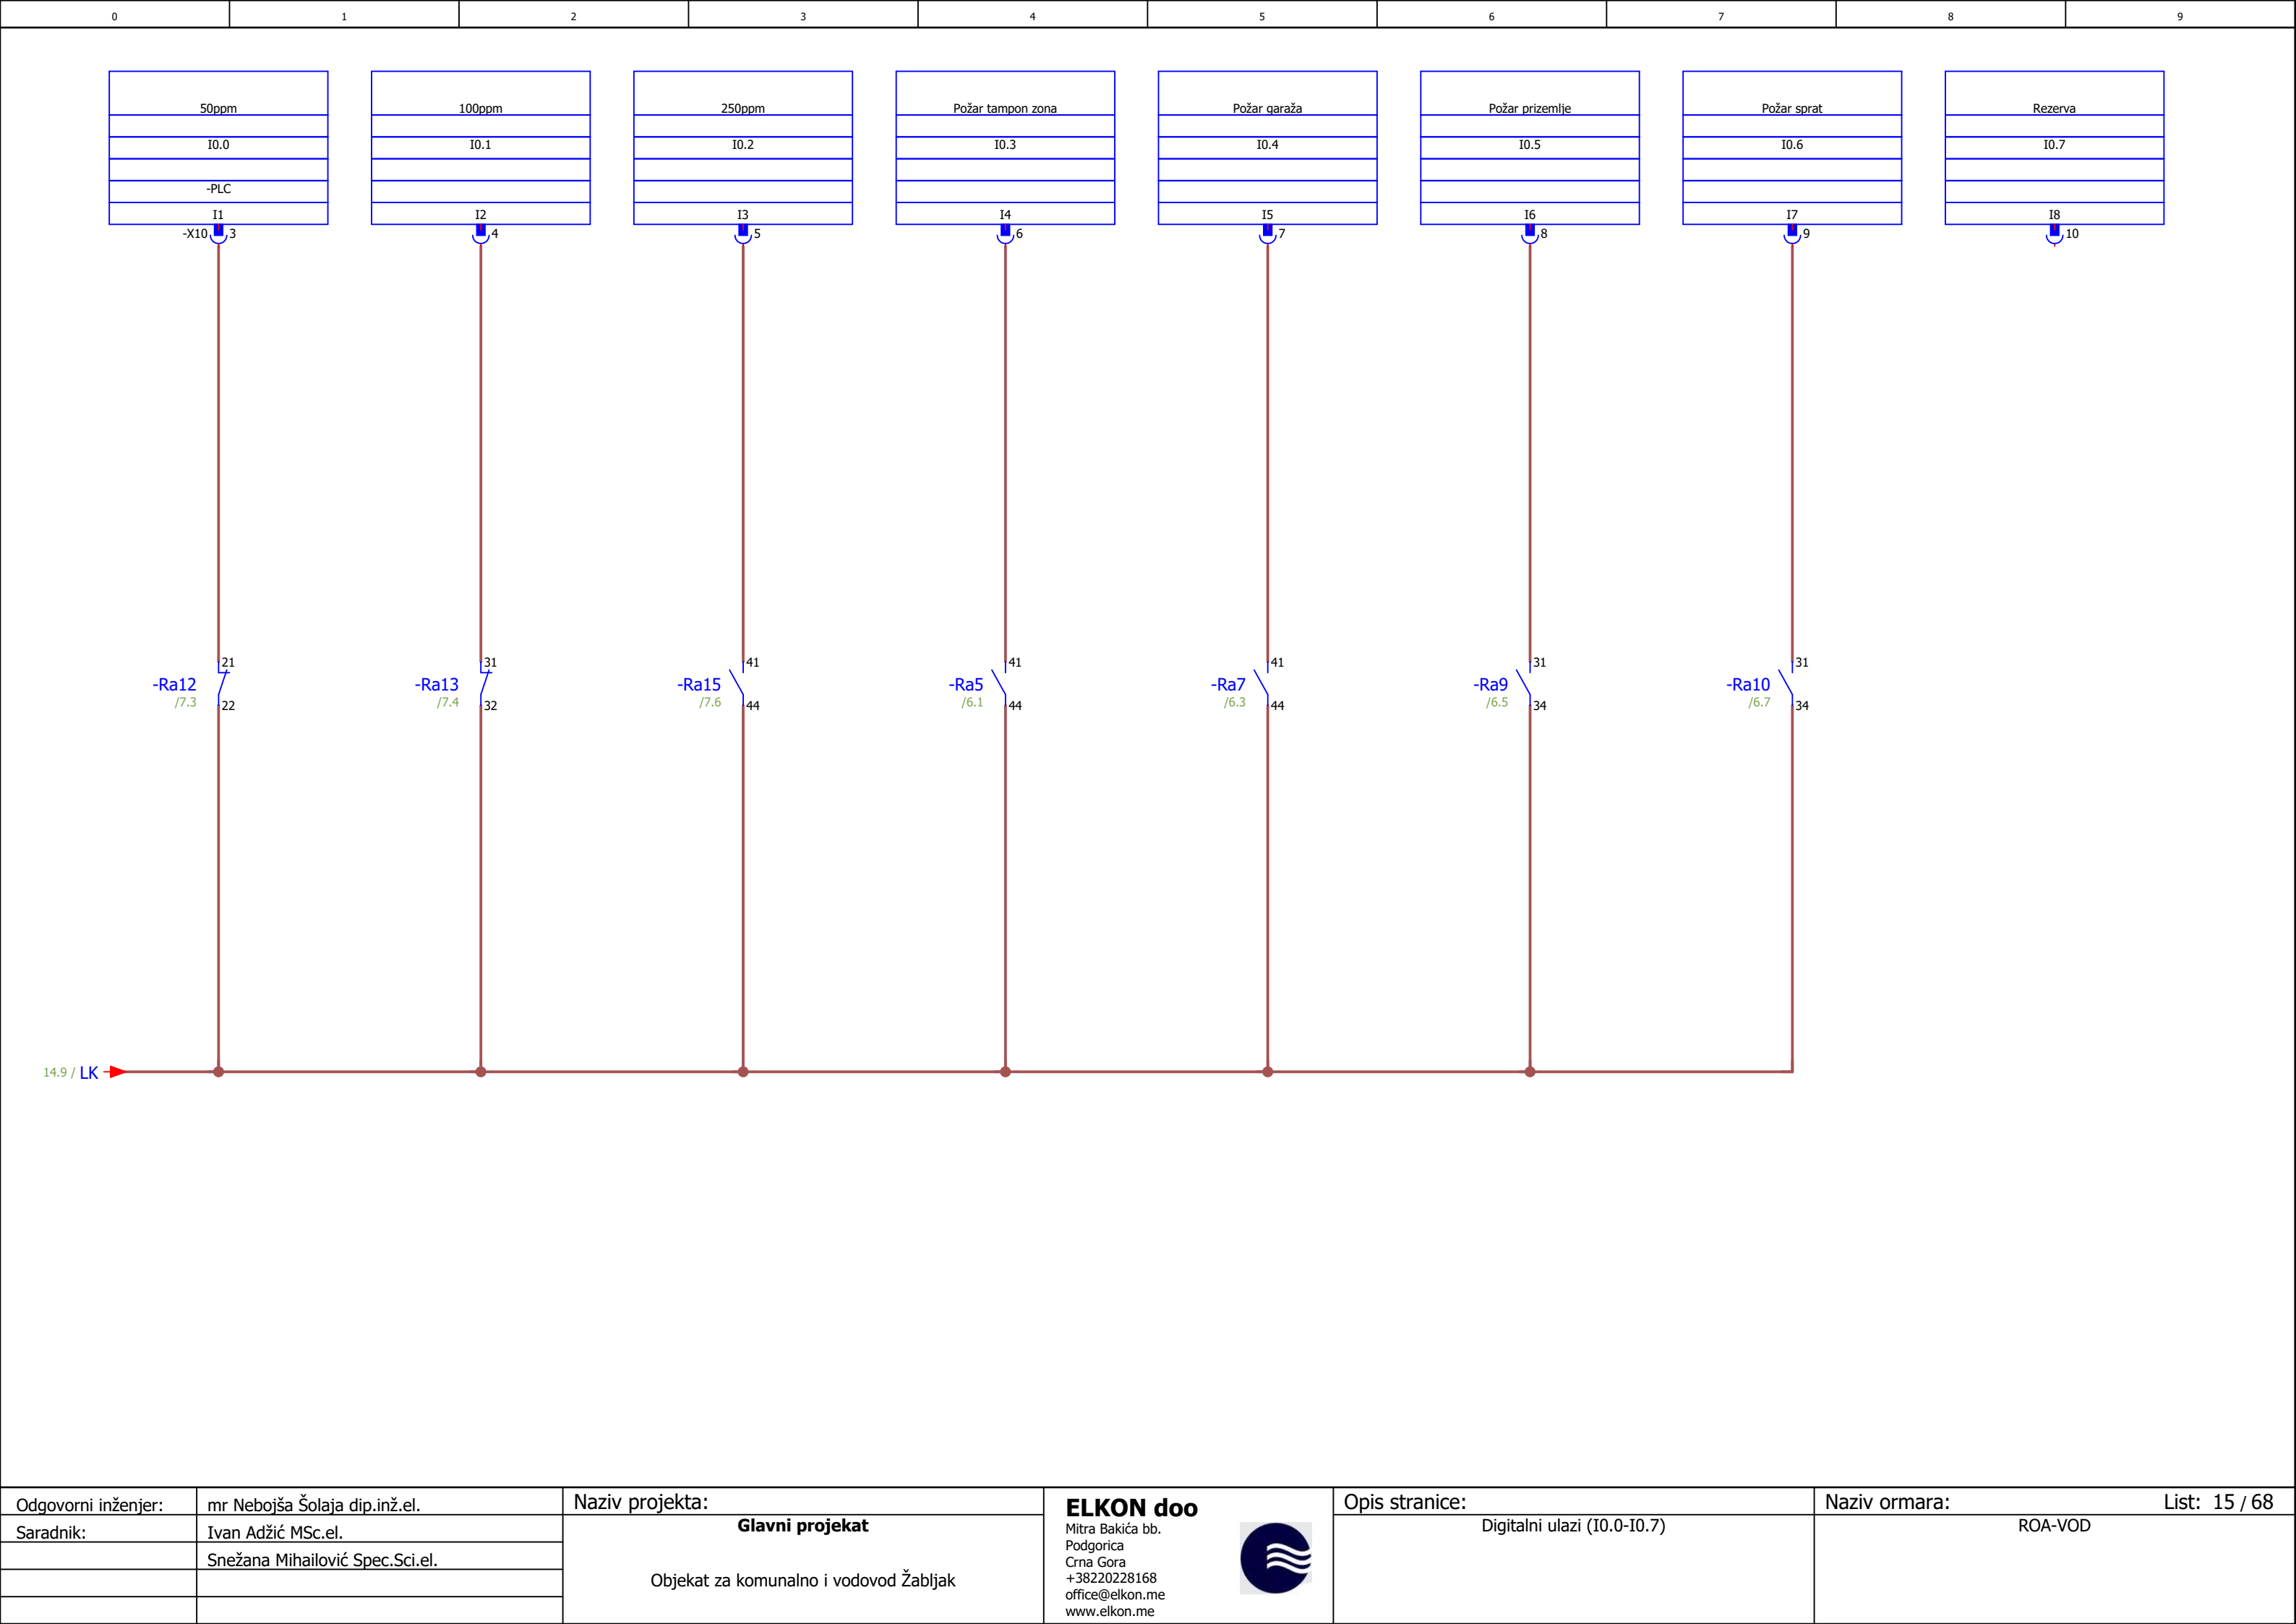 0 1 2 3 4 5 6 7 8 9
50ppm 100ppm 250ppm Požar tampon zona Požar garaža Požar prizemlje Požar sprat Rezerva
I0.0 I0.1 I0.2 I0.3 I0.4 I0.5 I0.6 I0.7
-PLC
I1 I2 I3 I4 I5 I6 I7 I8
-X10 3 4 5 6 7 8 9 10
21 31 41 41 41 31 31
-Ra12 -Ra13 -Ra15 -Ra5 -Ra7 -Ra9 -Ra10
/7.3 /7.4 /7.6 /6.1 /6.3 /6.5 /6.7
22 32 44 44 44 34 34
14.9 / LK
Odgovorni inženjer: mr Nebojša Šolaja dip.inž.el.
Saradnik: Ivan Adžić MSc.el.
Snežana Mihailović Spec.Sci.el.
Naziv projekta:
Glavni projekat
Objekat za komunalno i vodovod Žabljak
ELKON doo
Mitra Bakića bb.
Podgorica
Crna Gora
+38220228168
office@elkon.me
www.elkon.me
Opis stranice:
Digitalni ulazi (I0.0-I0.7)
Naziv ormara: List: 15 / 68
ROA-VOD